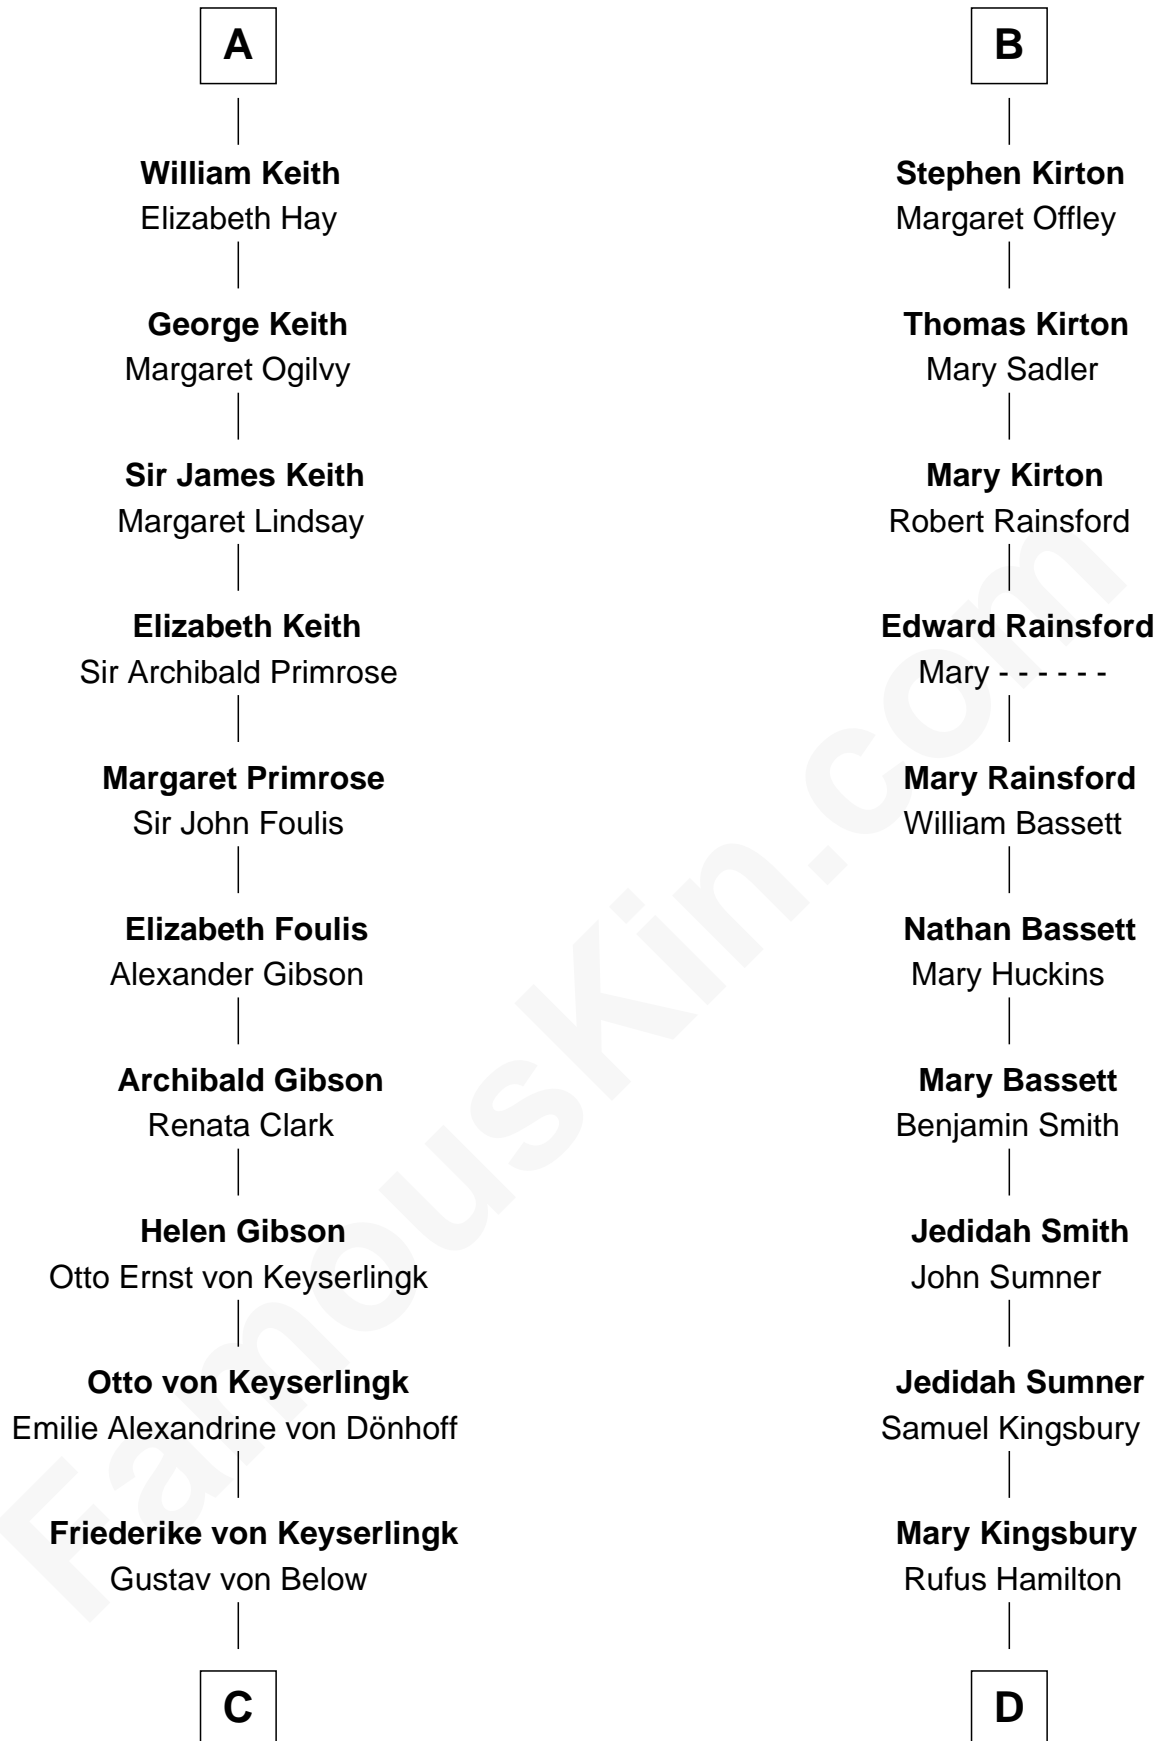 A
William Keith
Elizabeth Hay
George Keith
Margaret Ogilvy
Sir James Keith
Margaret Lindsay
Elizabeth Keith
Sir Archibald Primrose
Margaret Primrose
Sir John Foulis
Elizabeth Foulis
Alexander Gibson
Archibald Gibson
Renata Clark
Helen Gibson
Otto Ernst von Keyserlingk
Otto von Keyserlingk
Emilie Alexandrine von Dönhoff
Friederike von Keyserlingk
Gustav von Below
C
B
Stephen Kirton
Margaret Offley
Thomas Kirton
Mary Sadler
Mary Kirton
Robert Rainsford
Edward Rainsford
Mary - - - - - -
Mary Rainsford
William Bassett
Nathan Bassett
Mary Huckins
Mary Bassett
Benjamin Smith
Jedidah Smith
John Sumner
Jedidah Sumner
Samuel Kingsbury
Mary Kingsbury
Rufus Hamilton
D
FamousKin.com